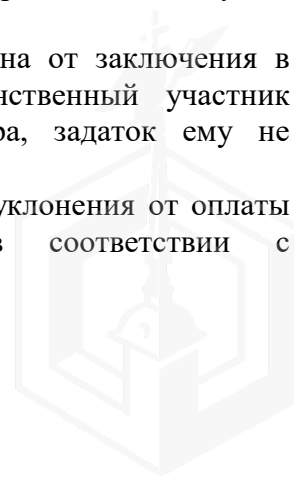 на от заключения в
нственный участник
ра, задаток ему не
уклонения от оплаты
в соответствии с